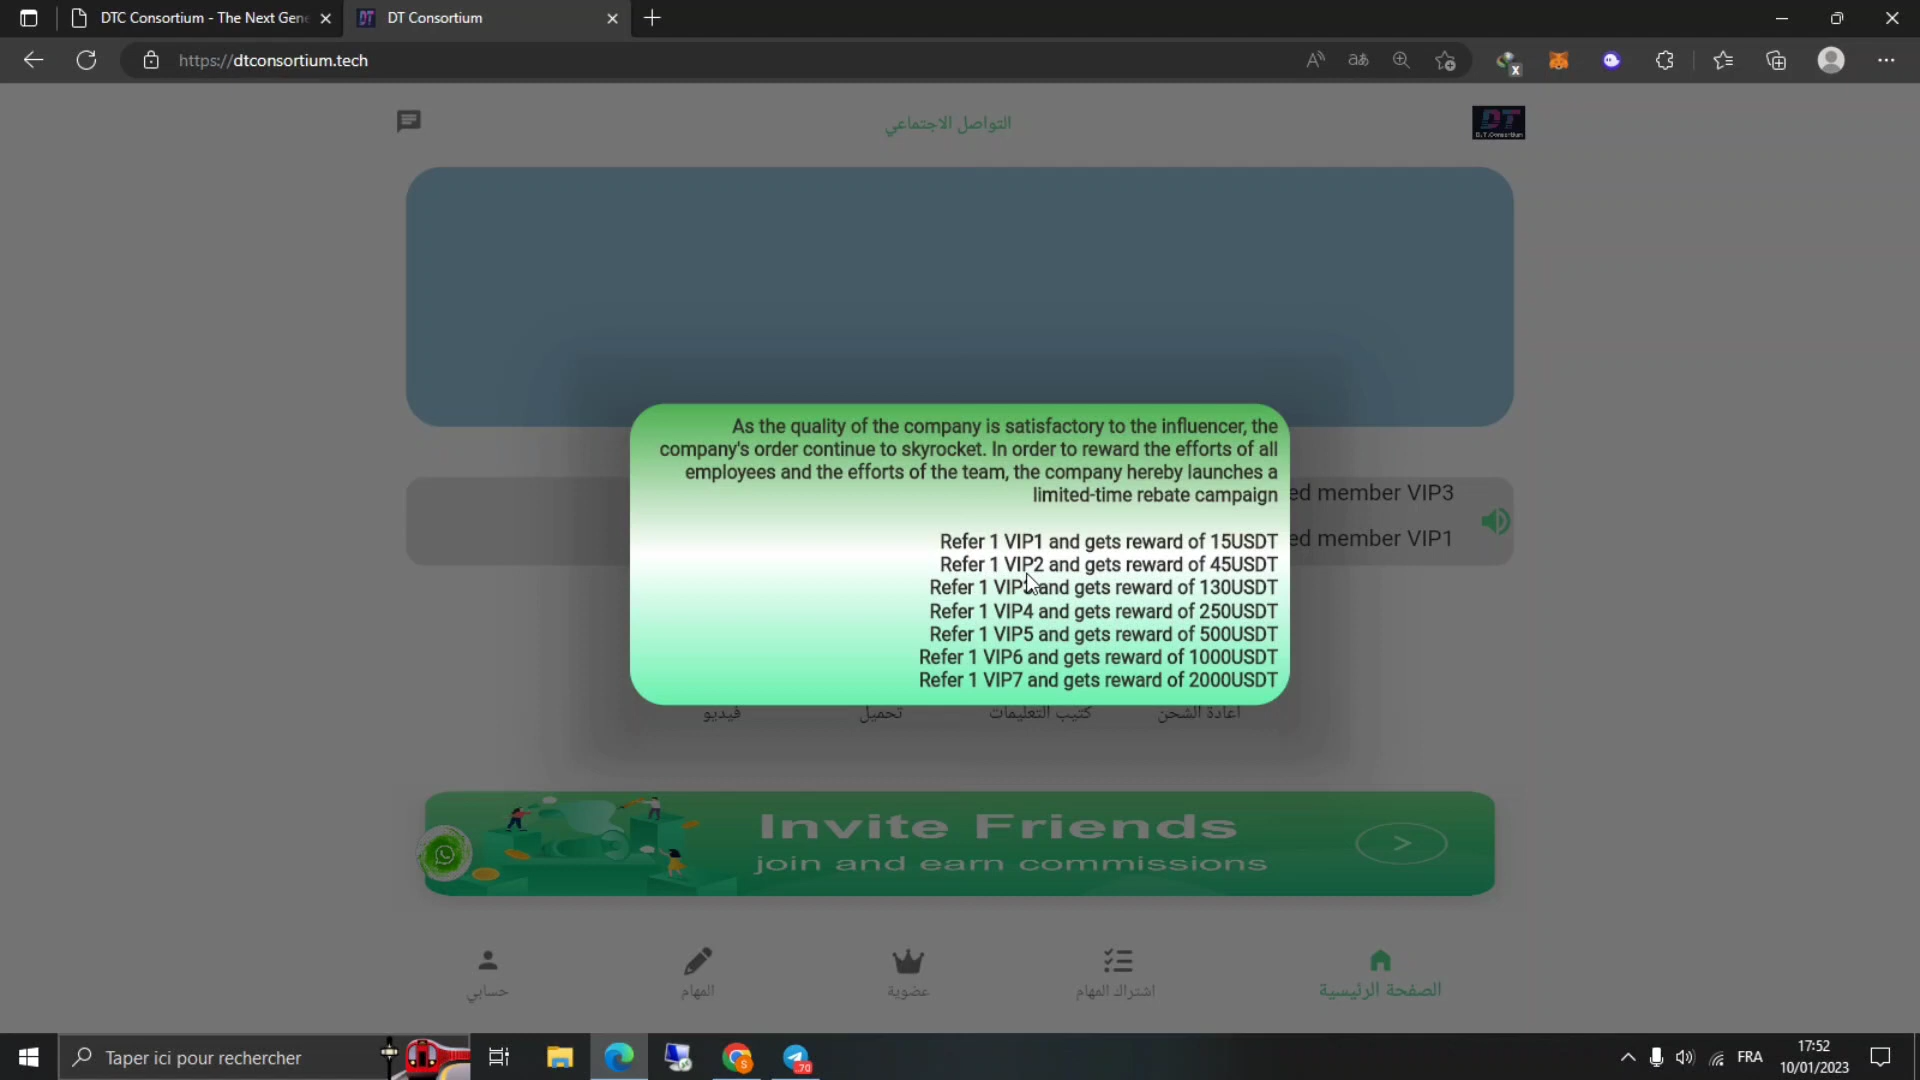 DTC Consortium - The Next Gen
DT Consortium
https://dtconsortium.tech
التواصل الاجتماعي
DT
D.T.Consortium
As the quality of the company is satisfactory to the influencer, the
company's order continue to skyrocket. In order to reward the efforts of all
employees and the efforts of the team, the company hereby launches a
limited-time rebate campaign
ed member VIP3
ed member VIP1
Refer 1 VIP1 and gets reward of 15USDT
Refer 1 VIP2 and gets reward of 45USDT
Refer 1 VIP3 and gets reward of 130USDT
Refer 1 VIP4 and gets reward of 250USDT
Refer 1 VIP5 and gets reward of 500USDT
Refer 1 VIP6 and gets reward of 1000USDT
Refer 1 VIP7 and gets reward of 2000USDT
اعادة الشحن
كتيب التعليمات
تحميل
فيديو
Invite Friends
join and earn commissions
الصفحة الرئيسية
اشتراك المهام
عضوية
المهام
حسابي
Taper ici pour rechercher
70
FRA
17:52
10/01/2023